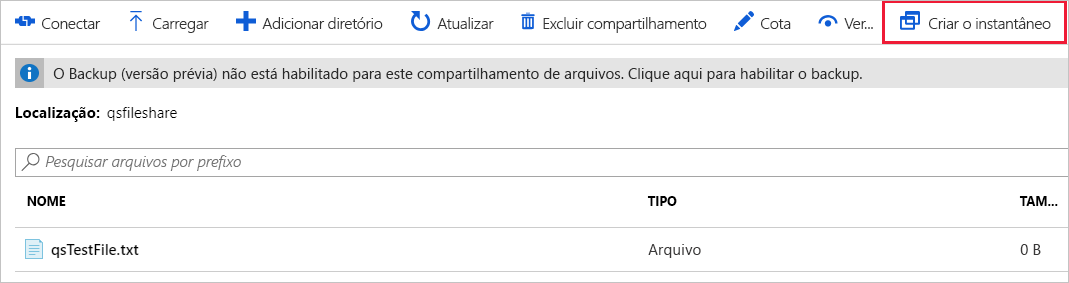 Conectar Carregar Adicionar diretório Atualizar Excluir compartilhamento Cota Ver... Criar o instantâneo
O Backup (versão prévia) não está habilitado para este compartilhamento de arquivos. Clique aqui para habilitar o backup.
Localização: qsfileshare
Pesquisar arquivos por prefixo
NOME TIPO TAM...
qsTestFile.txt Arquivo 0 B